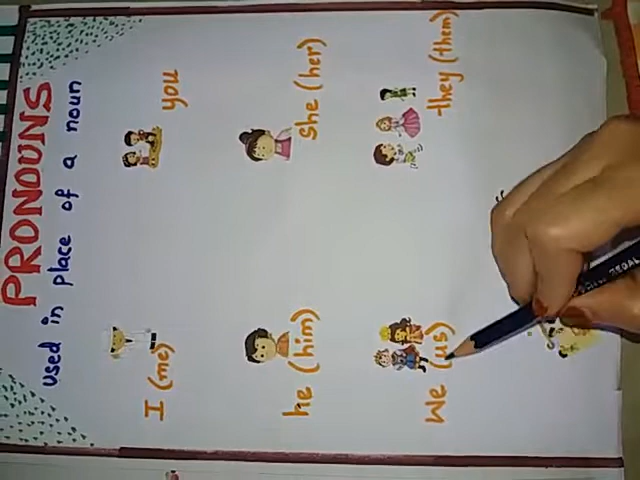 PRONOUNS
used in place of a noun
I (me)
you
he (him)
she (her)
We (us)
they (them)